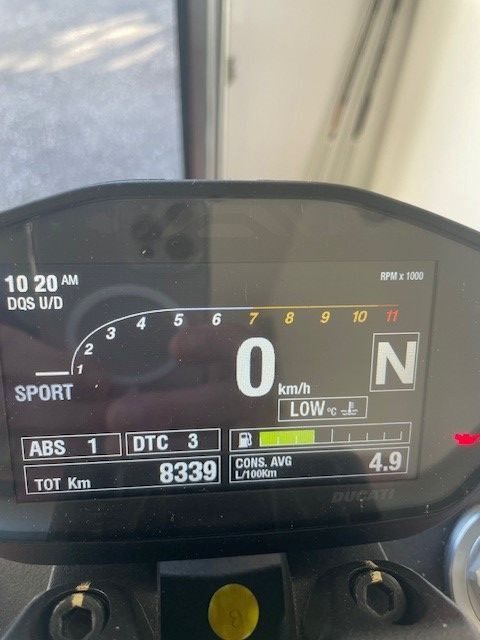 10 20 AM
RPM x 1000
DQS U/D
1 2 3 4 5 6 7 8 9 10 11
SPORT
0 km/h
N
LOW °C
ABS 1
DTC 3
TOT Km 8339
CONS. AVG
L/100Km
4.9
DUCATI